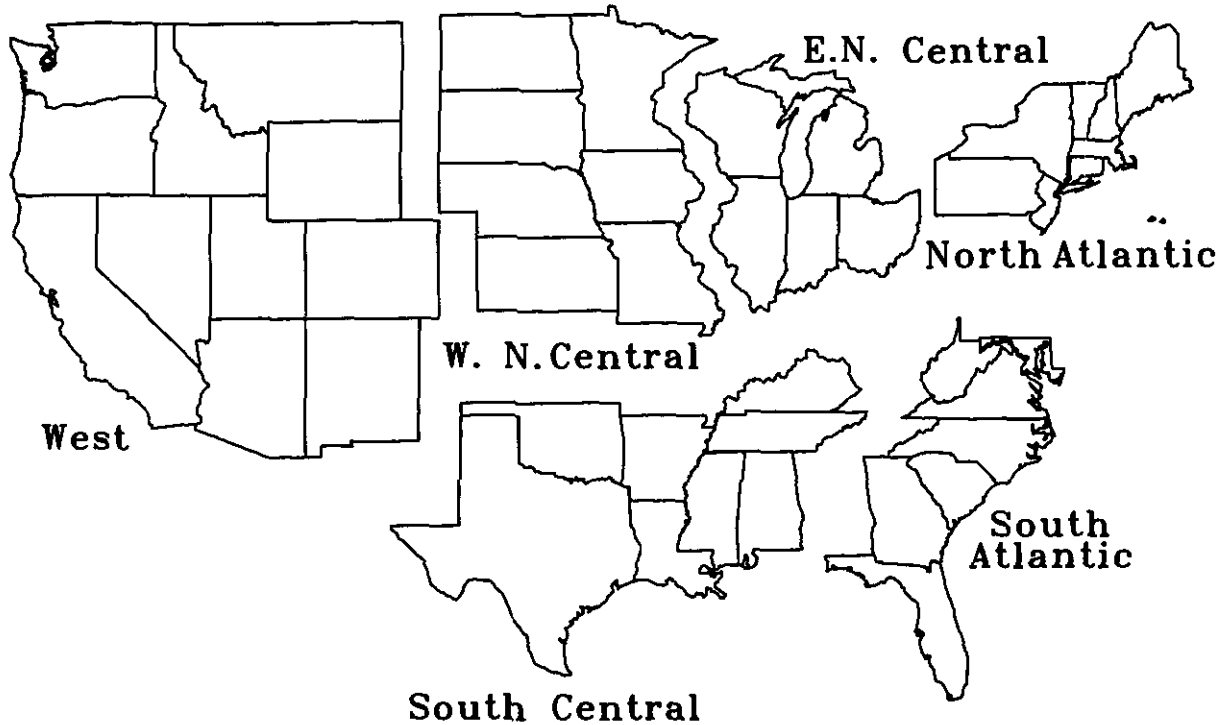 E.N. Central
North Atlantic
W. N. Central
West
South
Atlantic
South Central